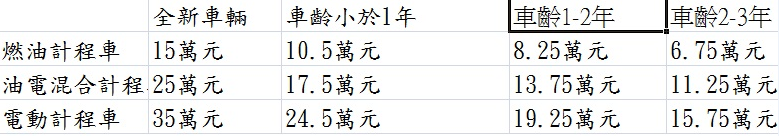 全新車輛 車齡小於1年 車齡1-2年 車齡2-3年
燃油計程車 15萬元 10.5萬元 8.25萬元 6.75萬元
油電混合計程 25萬元 17.5萬元 13.75萬元 11.25萬元
電動計程車 35萬元 24.5萬元 19.25萬元 15.75萬元